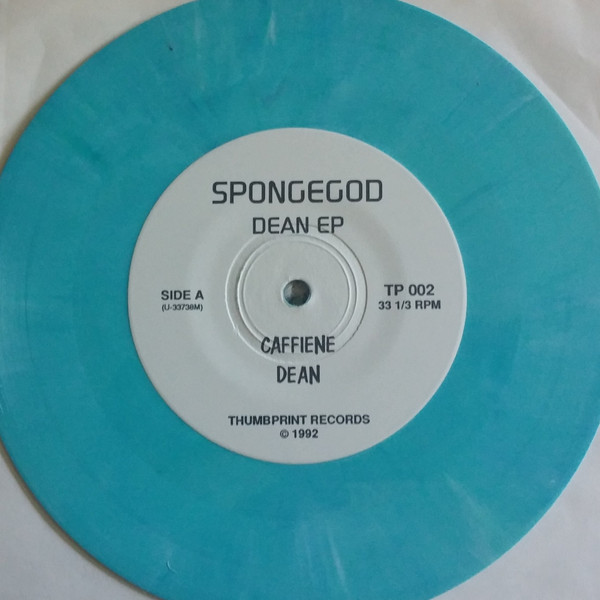 SPONGEGOD
DEAN EP
SIDE A
(U-33738M)
TP 002
33 1/3 RPM
CAFFIENE
DEAN
THUMBPRINT RECORDS
© 1992